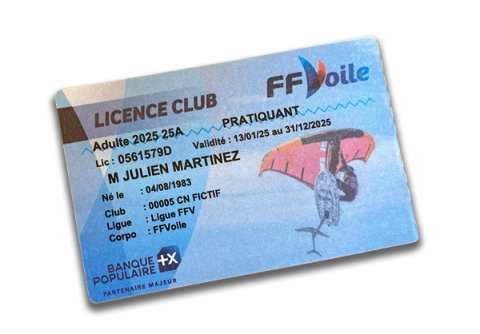 FFVoile
LICENCE CLUB
Adulte 2025 25A PRATIQUANT
Lic : 0561579D Validité : 13/01/25 au 31/12/2025
M JULIEN MARTINEZ
Né le : 04/08/1983
Club : 00005 CN FICTIF
Ligue : Ligue FFV
Corpo : FFVoile
BANQUE
POPULAIRE +X
PARTENAIRE MAJEUR